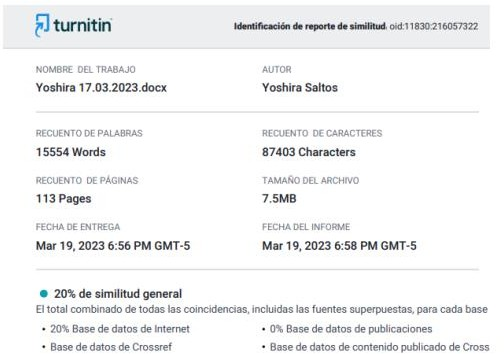 turnitin
Identificación de reporte de similitud. oid:11830:216057322
NOMBRE DEL TRABAJO
AUTOR
Yoshira 17.03.2023.docx
Yoshira Saltos
RECUENTO DE PALABRAS
RECUENTO DE CARACTERES
15554 Words
87403 Characters
RECUENTO DE PÁGINAS
TAMAÑO DEL ARCHIVO
113 Pages
7.5MB
FECHA DE ENTREGA
FECHA DEL INFORME
Mar 19, 2023 6:56 PM GMT-5
Mar 19, 2023 6:58 PM GMT-5
20% de similitud general
El total combinado de todas las coincidencias, incluidas las fuentes superpuestas, para cada base
• 20% Base de datos de Internet
• 0% Base de datos de publicaciones
• Base de datos de Crossref
• Base de datos de contenido publicado de Cross